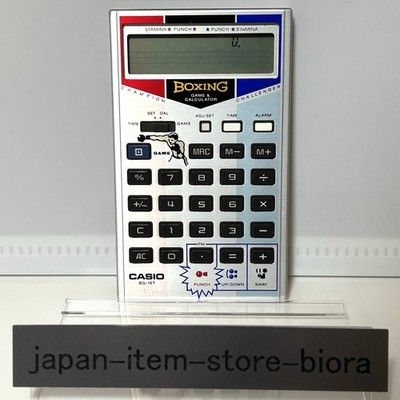 STAMINA ★ PUNCH ★ ★ PUNCH ★ STAMINA
0.
BOXING
GAME & CALCULATOR
CHAMPION
CHALLENGER
SET CAL
TIME GAME
ADJ-SET TIME ALARM
GAME MRC M− M+
% 7 8 9 ÷
+/− 4 5 6 ×
C 1 2 3 −
PM
AC 0 · = +
CASIO
BG-15T
PUNCH UP/DOWN SWAY
japan-item-store-biora